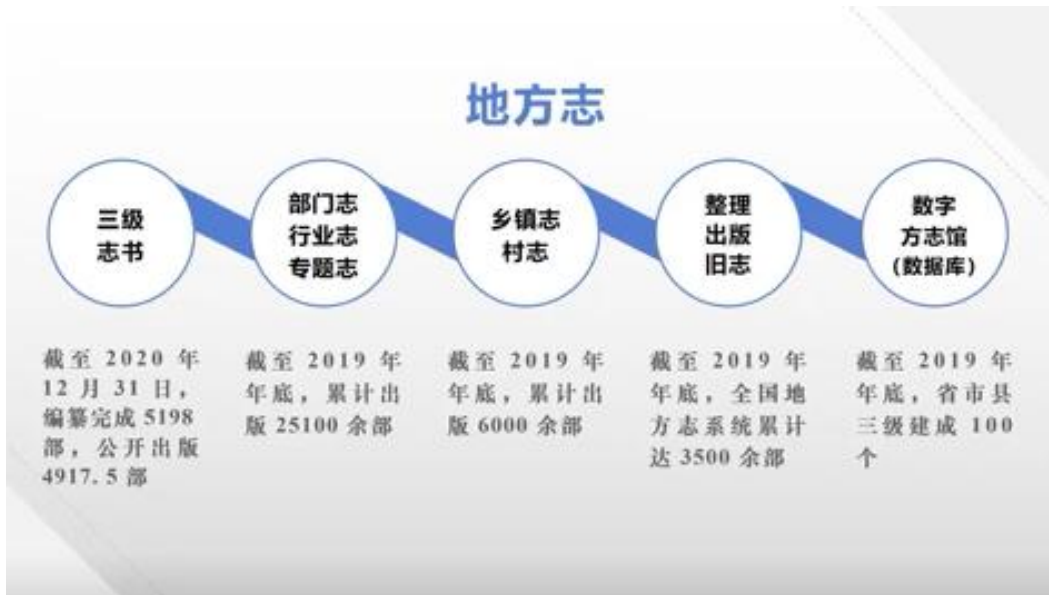 地方志
三级
志书
部门志
行业志
专题志
乡镇志
村志
整理
出版
旧志
数字
方志馆
(数据库)
截至 2020 年
12 月 31 日，
编纂完成 5198
部，公开出版
4917.5 部
截至 2019 年
年底，累计出
版 25100 余部
截至 2019 年
年底，累计出
版 6000 余部
截至 2019 年
年底，全国地
方志系统累计
达 3500 余部
截至 2019 年
年底，省市县
三级建成 100
个